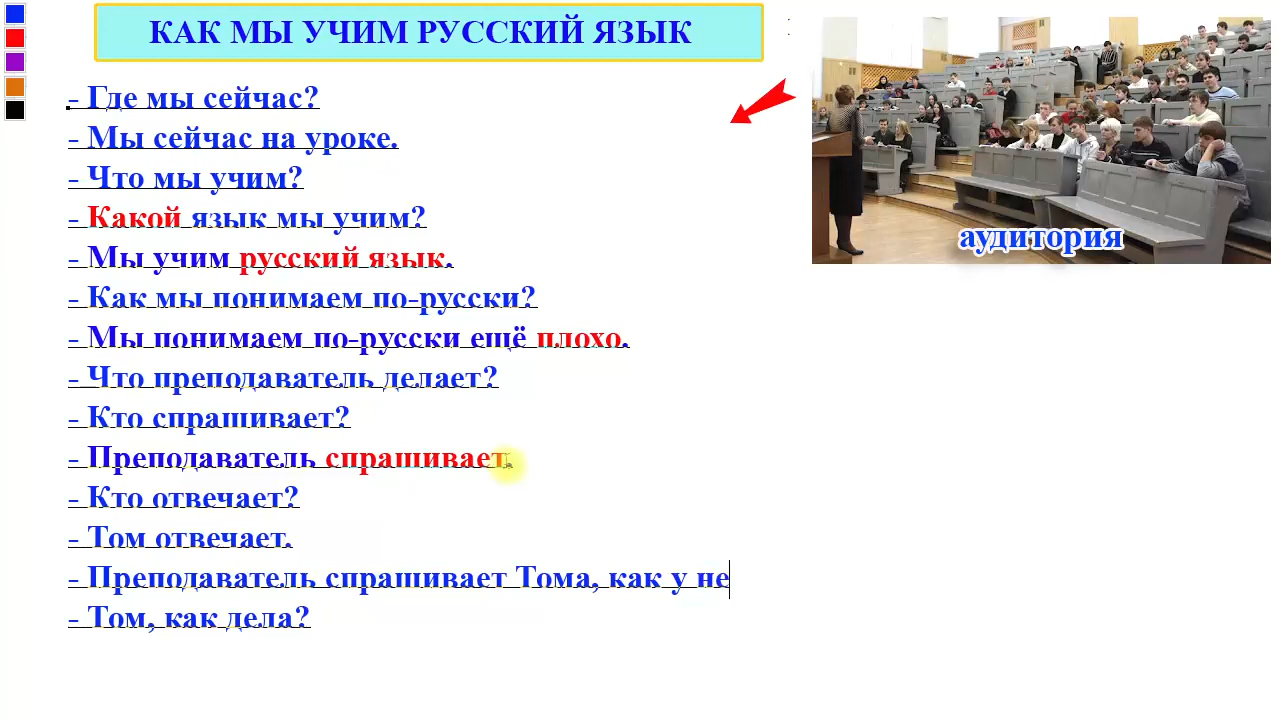 КАК МЫ УЧИМ РУССКИЙ ЯЗЫК
- Где мы сейчас?
- Мы сейчас на уроке.
- Что мы учим?
- Какой язык мы учим?
- Мы учим русский язык.
- Как мы понимаем по-русски?
- Мы понимаем по-русски ещё плохо.
- Что преподаватель делает?
- Кто спрашивает?
- Преподаватель спрашивает.
- Кто отвечает?
- Том отвечает.
- Преподаватель спрашивает Тома, как у не
- Том, как дела?
аудитория